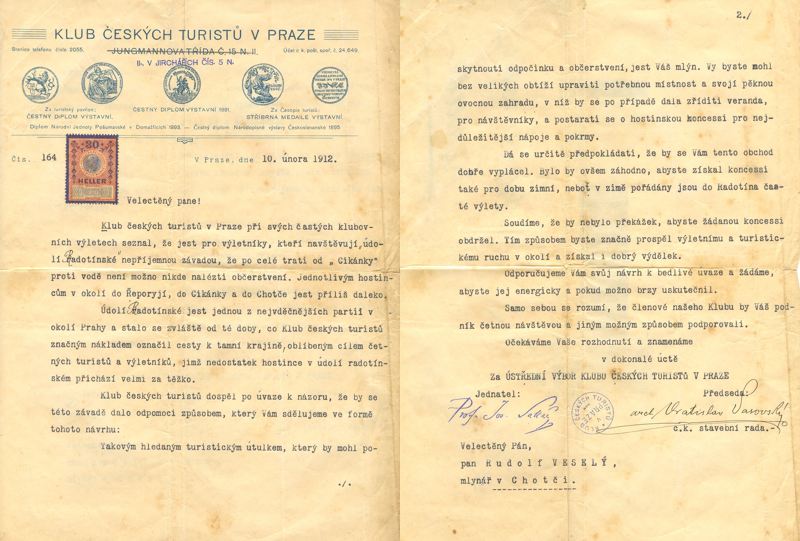 KLUB ČESKÝCH TURISTŮ V PRAZE
Stanice telefonu číslo 2055.
JUNGMANNOVA TŘÍDA Č. 15 N. II.
Účet c. k. pošt. spoř. č. 24.649.
II., V JIRCHÁŘÍCH ČÍS. 5 N.
Za turistský pavilon:
ČESTNÝ DIPLOM VÝSTAVNÍ.
ČESTNÝ DIPLOM VÝSTAVNÍ 1891.
Za Časopis turistů:
STŘÍBRNÁ MEDAILE VÝSTAVNÍ.
Diplom Národní Jednoty Pošumavské v Domažlicích 1893. — Čestný diplom Národopisné výstavy Českoslovanské 1895.
Čís. 164
30
HELLER
V Praze, dne 10. února 1912.
Velectěný pane!
Klub českých turistů v Praze při svých častých klubov-
ních výletech seznal, že jest pro výletníky, kteří navštěvují „údo-
lí Radotínské" nepříjemnou závadou, že po celé trati od „Cikánky"
proti vodě není možno nikde nalézti občerstvení. Jednotlivým hostin-
cům v okolí do Řeporyjí, do Cikánky a do Chotče jest příliš daleko.
Údolí Radotínské jest jednou z nejvděčnějších partií v
okolí Prahy a stalo se zvláště od té doby, co Klub českých turistů
značným nákladem označil cesty k tamní krajině, oblíbeným cílem čet-
ných turistů a výletníků, jimž nedostatek hostince v údolí radotín-
ském přichází velmi za těžko.
Klub českých turistů dospěl po úvaze k názoru, že by se
této závadě dalo odpomoci způsobem, který Vám sdělujeme ve formě
tohoto návrhu:
Takovým hledaným turistickým útulkem, který by mohl po-
./.
2./
skytnouti odpočinku a občerstvení, jest Váš mlýn. Vy byste mohl
bez velikých obtíží upraviti potřebnou místnost a svojí pěknou
ovocnou zahradu, v níž by se po případě dala zříditi veranda,
pro návštěvníky, a postarati se o hostinskou koncessi pro nej-
důležitější nápoje a pokrmy.
Dá se určitě předpokládati, že by se Vám tento obchod
dobře vyplácel. Bylo by ovšem záhodno, abyste získal koncessi
také pro dobu zimní, neboť v zimě pořádány jsou do Radotína čas-
té výlety.
Soudíme, že by nebylo překážek, abyste žádanou koncessi
obdržel. Tím způsobem byste značně prospěl výletnímu a turistic-
kému ruchu v okolí a získal i dobrý výdělek.
Odporučujeme Vám svůj návrh k bedlivé úvaze a žádáme,
abyste jej energicky a pokud možno brzy uskutečnil.
Samo sebou se rozumí, že členové našeho Klubu by Váš pod-
nik četnou návštěvou a jiným možným způsobem podporovali.
Očekáváme Vaše rozhodnutí a znamenáme
v dokonalé úctě
Za ÚSTŘEDNÍ VÝBOR KLUBU ČESKÝCH TURISTŮ V PRAZE
Jednatel:
Předseda:
Prof. Jos.
KLUB ČESKÝCH TURISTŮ
arch. Vratislav Pasovský
c.k. stavební rada.-
Velectěný Pán,
pan Rudolf VESELÝ,
mlynář v Chotči.